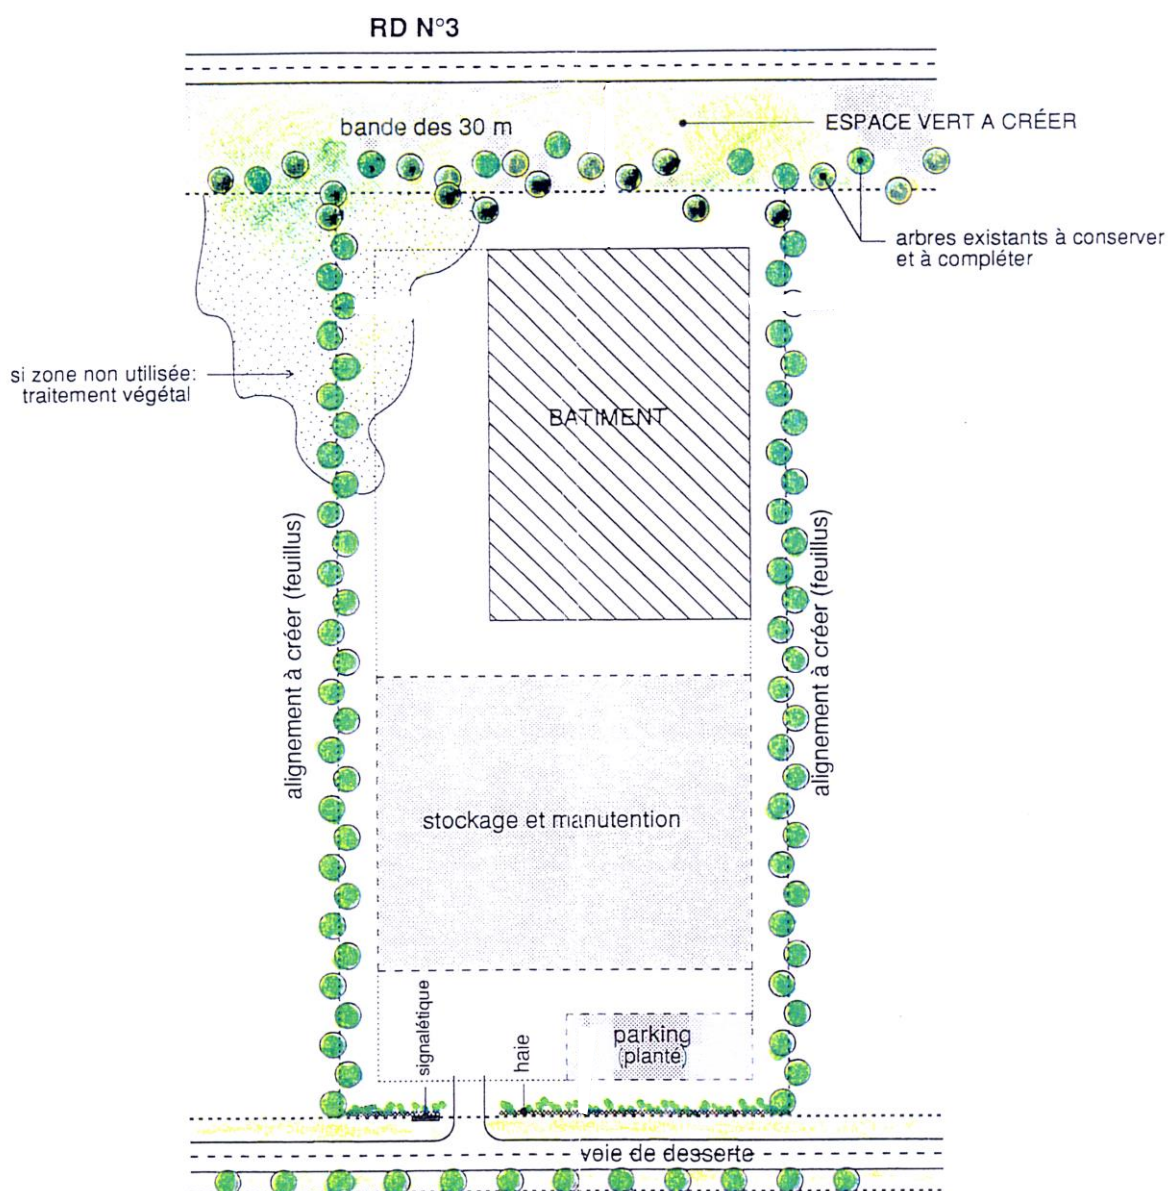 RD N°3
bande des 30 m
ESPACE VERT A CRÉER
arbres existants à conserver
et à compléter
si zone non utilisée:
traitement végétal
BATIMENT
alignement à créer (feuillus)
alignement à créer (feuillus)
stockage et manutention
signalétique
haie
parking
(planté)
voie de desserte